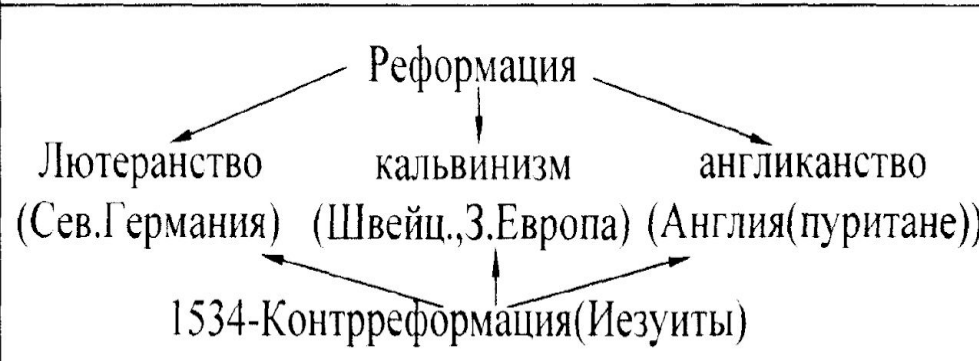 Реформация
Лютеранство кальвинизм англиканство
(Сев.Германия) (Швейц.,З.Европа) (Англия(пуритане))
1534-Контрреформация(Иезуиты)